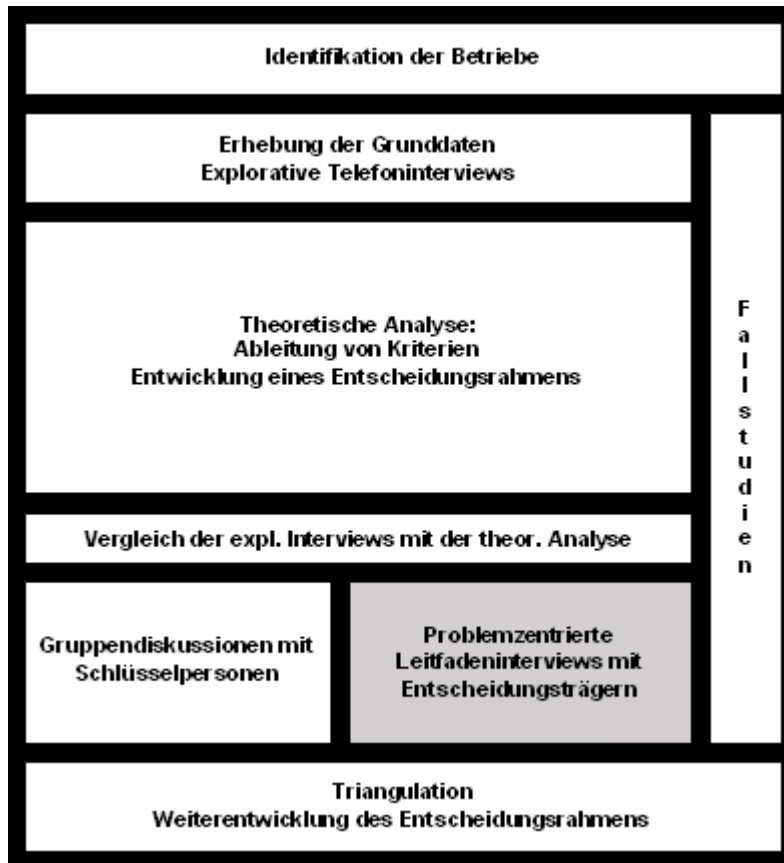 Identifikation der Betriebe
Erhebung der Grunddaten
Explorative Telefoninterviews
Theoretische Analyse:
Ableitung von Kriterien
Entwicklung eines Entscheidungsrahmens
Fallstudien
Vergleich der expl. Interviews mit der theor. Analyse
Gruppendiskussionen mit
Schlüsselpersonen
Problemzentrierte
Leitfadeninterviews mit
Entscheidungsträgern
Triangulation
Weiterentwicklung des Entscheidungsrahmens